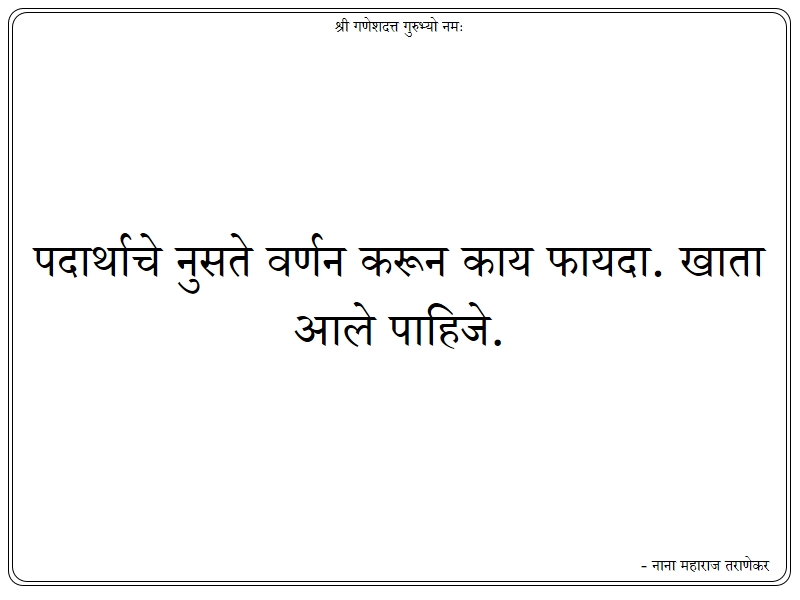 श्री गणेशदत्त गुरुभ्यो नमः
पदार्थाचे नुसते वर्णन करून काय फायदा. खाता
आले पाहिजे.
- नाना महाराज तराणेकर